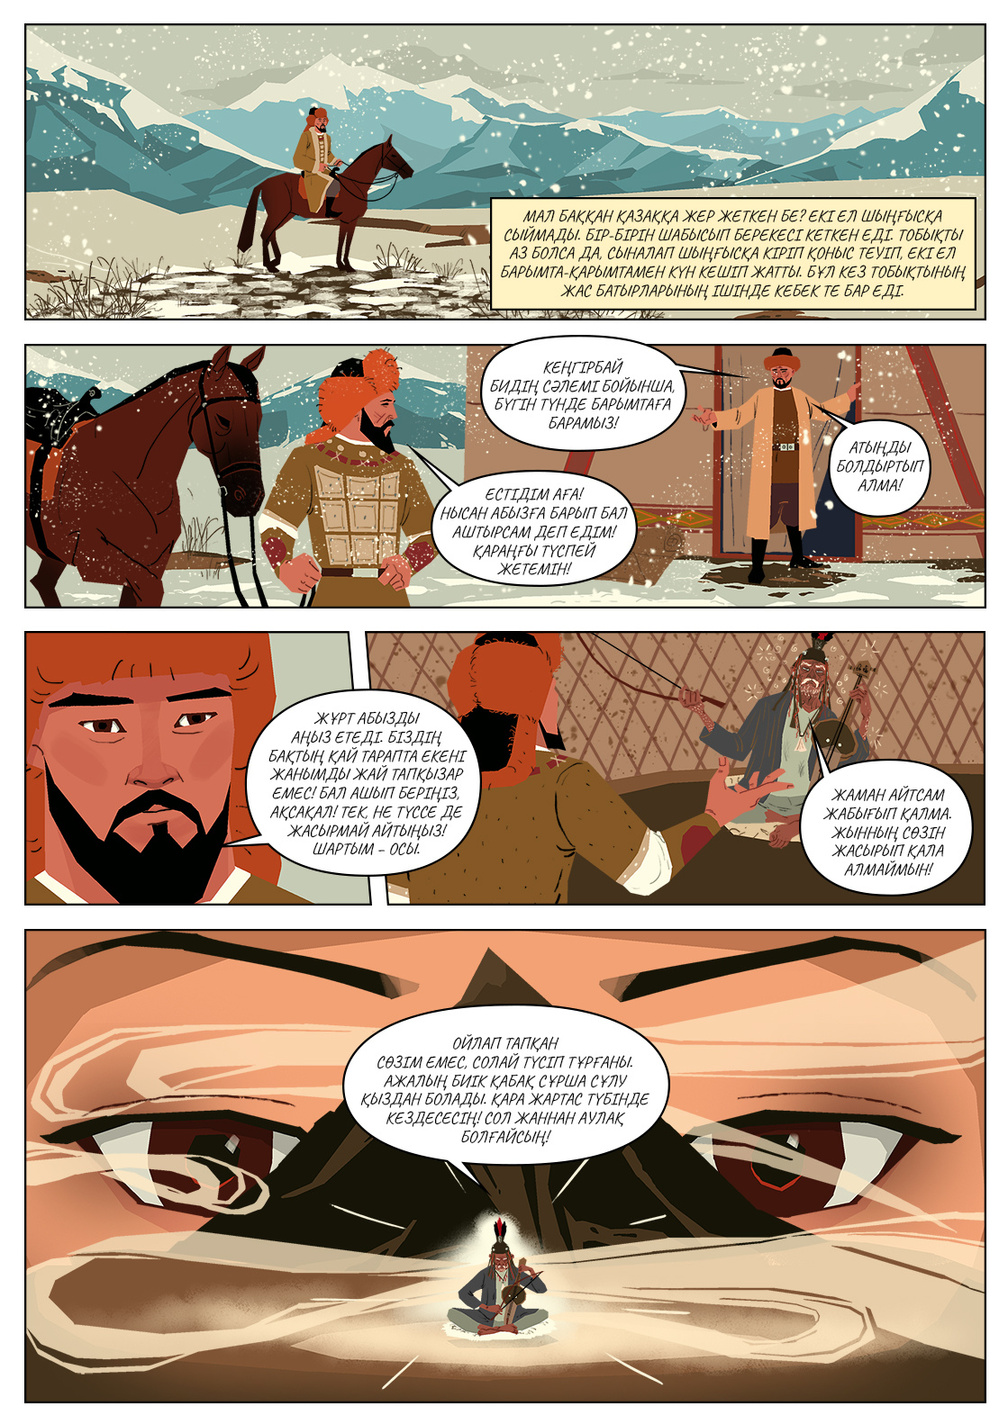 МАЛ БАҚҚАН ҚАЗАҚҚА ЖЕР ЖЕТКЕН БЕ? ЕКІ ЕЛ ШЫҢҒЫСҚА
СЫЙМАДЫ. БІР-БІРІН ШАБЫСЫП БЕРЕКЕСІ КЕТКЕН ЕДІ. ТОБЫҚТЫ
АЗ БОЛСА ДА, СЫНАЛАП ШЫҢҒЫСҚА КІРІП ҚОНЫС ТЕУІП, ЕКІ ЕЛ
БАРЫМТА-ҚАРЫМТАМЕН КҮН КЕШІП ЖАТТЫ. БҰЛ КЕЗ ТОБЫҚТЫНЫҢ
ЖАС БАТЫРЛАРЫНЫҢ ІШІНДЕ КЕБЕК ТЕ БАР ЕДІ.
КЕҢГІРБАЙ
БИДІҢ СӘЛЕМІ БОЙЫНША,
БҮГІН ТҮНДЕ БАРЫМТАҒА
БАРАМЫЗ!
АТЫҢДЫ
БОЛДЫРТЫП
АЛМА!
ЕСТІДІМ АҒА!
НЫСАН АБЫЗҒА БАРЫП БАЛ
АШТЫРСАМ ДЕП ЕДІМ!
ҚАРАҢҒЫ ТҮСПЕЙ
ЖЕТЕМІН!
ЖҰРТ АБЫЗДЫ
АҢЫЗ ЕТЕДІ. БІЗДІҢ
БАҚТЫҢ ҚАЙ ТАРАПТА ЕКЕНІ
ЖАНЫМДЫ ЖАЙ ТАПҚЫЗАР
ЕМЕС! БАЛ АШЫП БЕРІҢІЗ,
АҚСАҚАЛ! ТЕК, НЕ ТҮССЕ ДЕ
ЖАСЫРМАЙ АЙТЫҢЫЗ!
ШАРТЫМ – ОСЫ.
ЖАМАН АЙТСАМ
ЖАБЫҒЫП ҚАЛМА.
ЖЫННЫҢ СӨЗІН
ЖАСЫРЫП ҚАЛА
АЛМАЙМЫН!
ОЙЛАП ТАПҚАН
СӨЗІМ ЕМЕС, СОЛАЙ ТҮСІП ТҰРҒАНЫ.
АЖАЛЫҢ БИІК ҚАБАҚ СҰРША СҰЛУ
ҚЫЗДАН БОЛАДЫ. ҚАРА ЖАРТАС ТҮБІНДЕ
КЕЗДЕСЕСІҢ! СОЛ ЖАННАН АУЛАҚ
БОЛҒАЙСЫҢ!